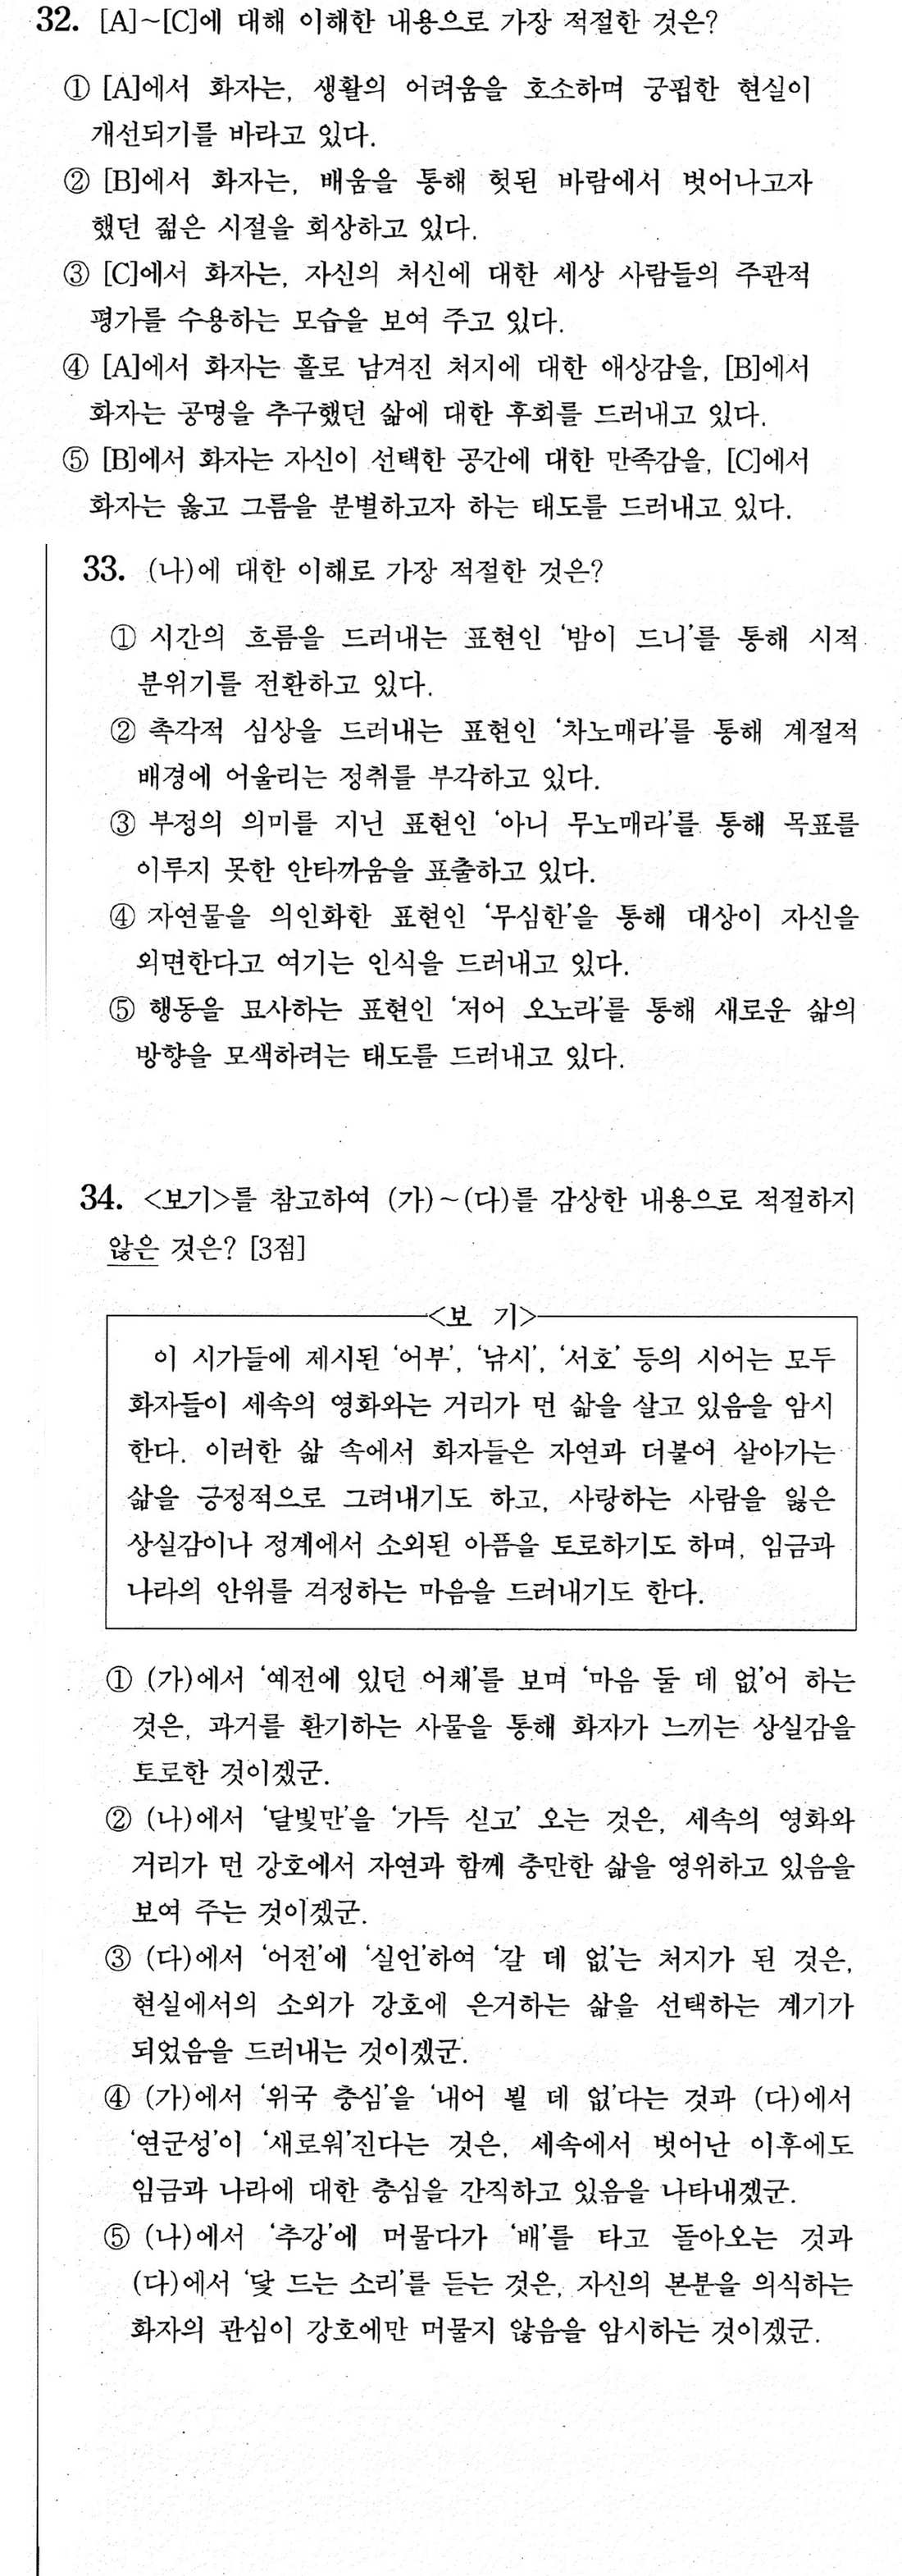 32. [A]~[C]에 대해 이해한 내용으로 가장 적절한 것은?
① [A]에서 화자는, 생활의 어려움을 호소하며 궁핍한 현실이
개선되기를 바라고 있다.
② [B]에서 화자는, 배움을 통해 헛된 바람에서 벗어나고자
했던 젊은 시절을 회상하고 있다.
③ [C]에서 화자는, 자신의 처신에 대한 세상 사람들의 주관적
평가를 수용하는 모습을 보여 주고 있다.
④ [A]에서 화자는 홀로 남겨진 처지에 대한 애상감을, [B]에서
화자는 공명을 추구했던 삶에 대한 후회를 드러내고 있다.
⑤ [B]에서 화자는 자신이 선택한 공간에 대한 만족감을, [C]에서
화자는 옳고 그름을 분별하고자 하는 태도를 드러내고 있다.
33. (나)에 대한 이해로 가장 적절한 것은?
① 시간의 흐름을 드러내는 표현인 ‘밤이 드니’를 통해 시적
분위기를 전환하고 있다.
② 촉각적 심상을 드러내는 표현인 ‘차노매라’를 통해 계절적
배경에 어울리는 정취를 부각하고 있다.
③ 부정의 의미를 지닌 표현인 ‘아니 무노매라’를 통해 목표를
이루지 못한 안타까움을 표출하고 있다.
④ 자연물을 의인화한 표현인 ‘무심한’을 통해 대상이 자신을
외면한다고 여기는 인식을 드러내고 있다.
⑤ 행동을 묘사하는 표현인 ‘저어 오노라’를 통해 새로운 삶의
방향을 모색하려는 태도를 드러내고 있다.
34. <보기>를 참고하여 (가)~(다)를 감상한 내용으로 적절하지
않은 것은? [3점]
<보 기>
이 시가들에 제시된 ‘어부’, ‘낚시’, ‘서호’ 등의 시어는 모두
화자들이 세속의 영화와는 거리가 먼 삶을 살고 있음을 암시
한다. 이러한 삶 속에서 화자들은 자연과 더불어 살아가는
삶을 긍정적으로 그려내기도 하고, 사랑하는 사람을 잃은
상실감이나 정계에서 소외된 아픔을 토로하기도 하며, 임금과
나라의 안위를 걱정하는 마음을 드러내기도 한다.
① (가)에서 ‘예전에 있던 어채’를 보며 ‘마음 둘 데 없’어 하는
것은, 과거를 환기하는 사물을 통해 화자가 느끼는 상실감을
토로한 것이겠군.
② (나)에서 ‘달빛만’을 ‘가득 싣고’ 오는 것은, 세속의 영화와
거리가 먼 강호에서 자연과 함께 충만한 삶을 영위하고 있음을
보여 주는 것이겠군.
③ (다)에서 ‘어전’에 ‘실언’하여 ‘갈 데 없’는 처지가 된 것은,
현실에서의 소외가 강호에 은거하는 삶을 선택하는 계기가
되었음을 드러내는 것이겠군.
④ (가)에서 ‘위국 충심’을 ‘내어 뵐 데 없’다는 것과 (다)에서
‘연군성’이 ‘새로워’진다는 것은, 세속에서 벗어난 이후에도
임금과 나라에 대한 충심을 간직하고 있음을 나타내겠군.
⑤ (나)에서 ‘추강’에 머물다가 ‘배’를 타고 돌아오는 것과
(다)에서 ‘닻 드는 소리’를 듣는 것은, 자신의 본분을 의식하는
화자의 관심이 강호에만 머물지 않음을 암시하는 것이겠군.